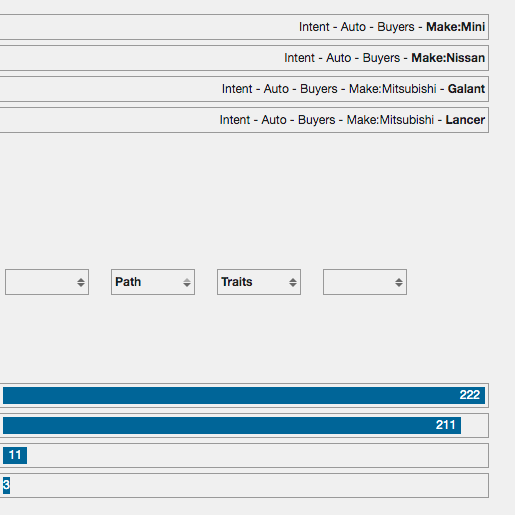 Intent - Auto - Buyers - Make:Mini
Intent - Auto - Buyers - Make:Nissan
Intent - Auto - Buyers - Make:Mitsubishi - Galant
Intent - Auto - Buyers - Make:Mitsubishi - Lancer
Path Traits
222
211
11
3